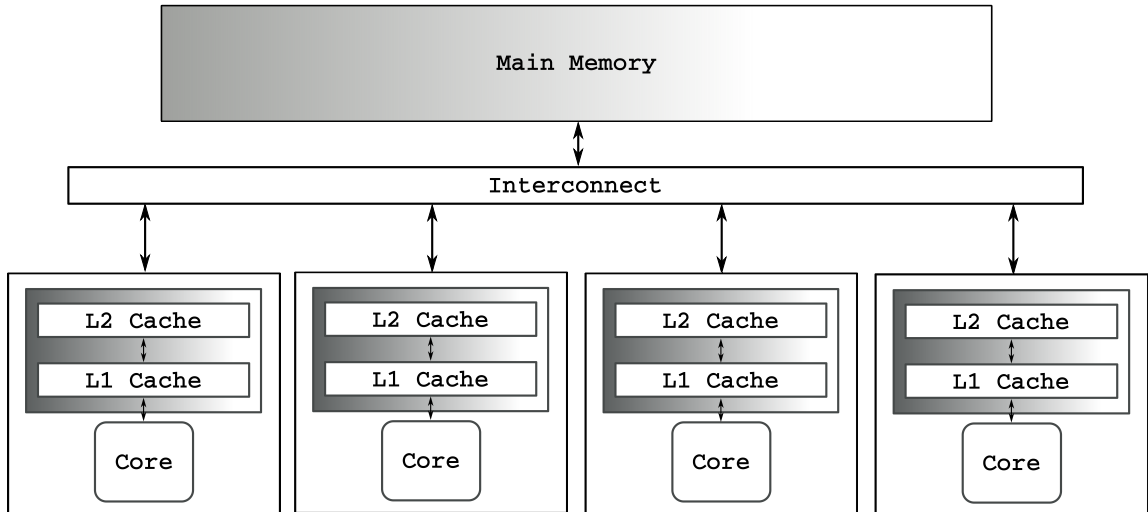 Main Memory
Interconnect
L2 Cache
L1 Cache
Core
L2 Cache
L1 Cache
Core
L2 Cache
L1 Cache
Core
L2 Cache
L1 Cache
Core